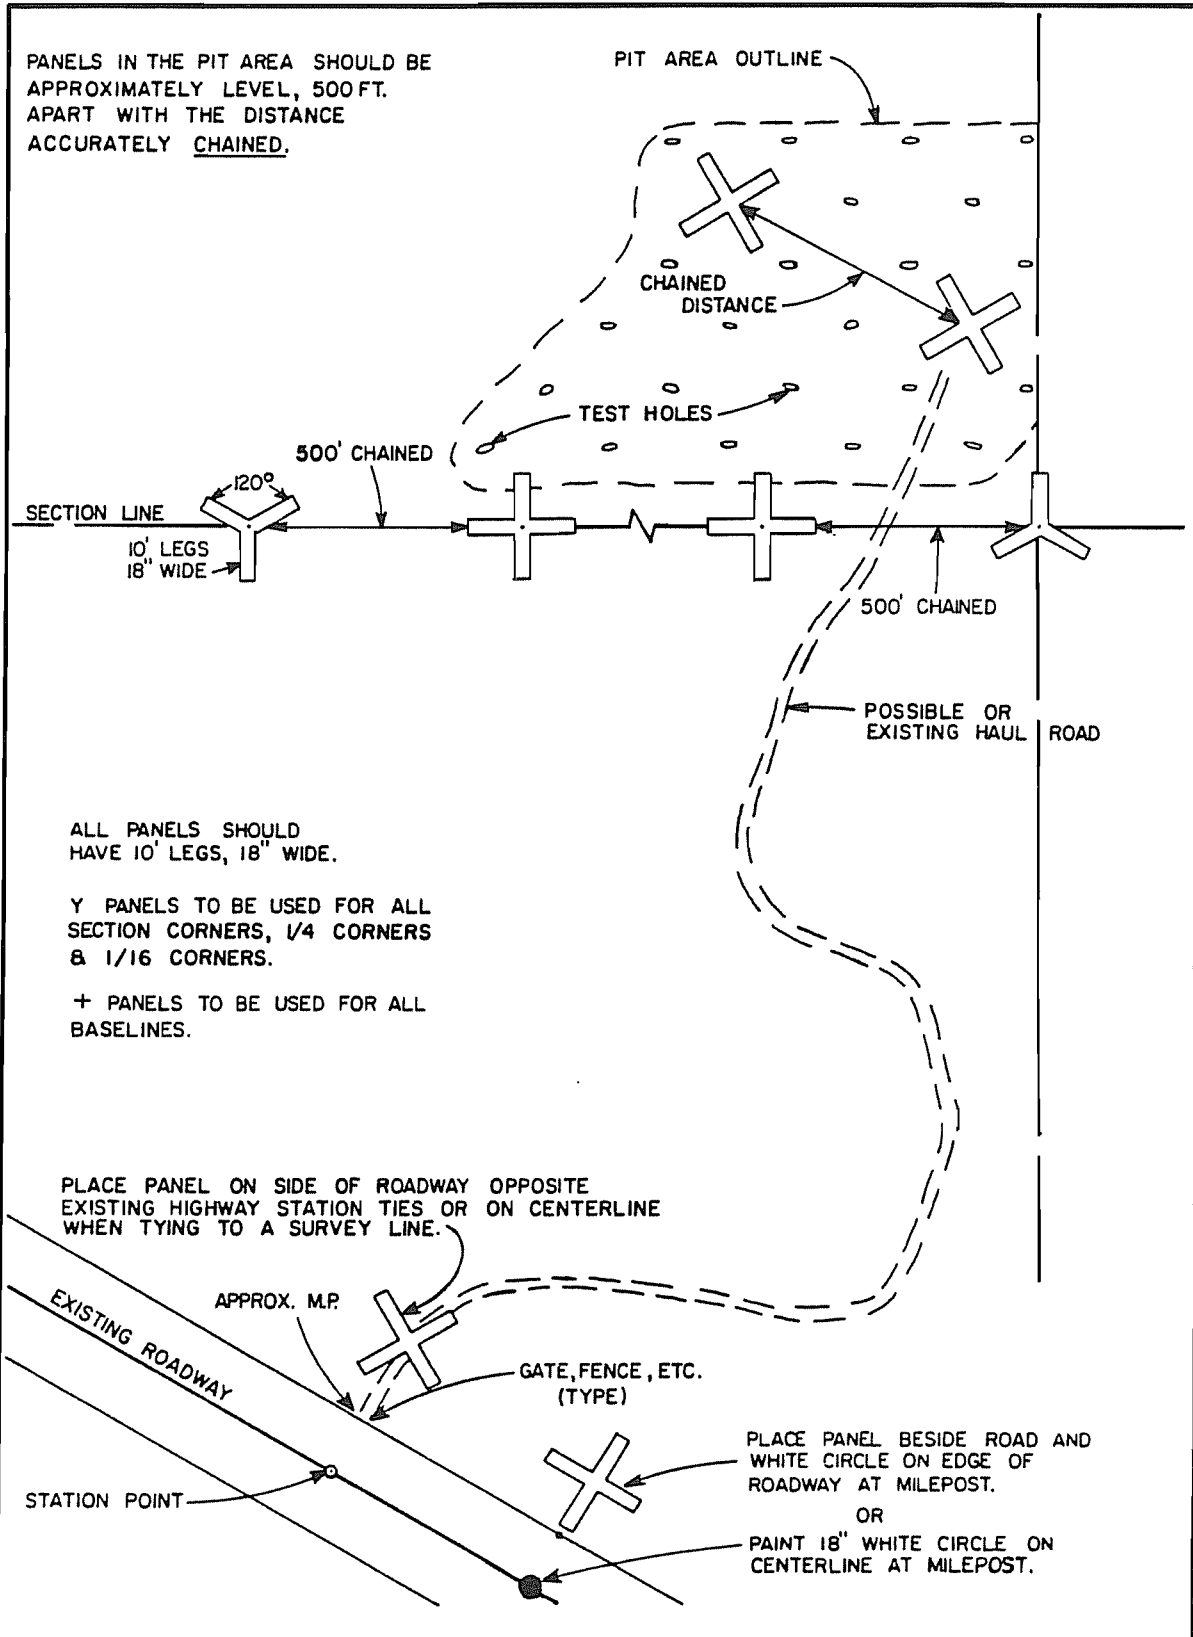 PANELS IN THE PIT AREA SHOULD BE
APPROXIMATELY LEVEL, 500 FT.
APART WITH THE DISTANCE
ACCURATELY CHAINED.
PIT AREA OUTLINE
CHAINED
DISTANCE
TEST HOLES
500' CHAINED
120°
SECTION LINE
10' LEGS
18" WIDE
500' CHAINED
POSSIBLE OR
EXISTING HAUL ROAD
ALL PANELS SHOULD
HAVE 10' LEGS, 18" WIDE.
Y PANELS TO BE USED FOR ALL
SECTION CORNERS, 1/4 CORNERS
& 1/16 CORNERS.
+ PANELS TO BE USED FOR ALL
BASELINES.
PLACE PANEL ON SIDE OF ROADWAY OPPOSITE
EXISTING HIGHWAY STATION TIES OR ON CENTERLINE
WHEN TYING TO A SURVEY LINE.
APPROX. M.P.
EXISTING ROADWAY
GATE, FENCE, ETC.
(TYPE)
STATION POINT
PLACE PANEL BESIDE ROAD AND
WHITE CIRCLE ON EDGE OF
ROADWAY AT MILEPOST.
OR
PAINT 18" WHITE CIRCLE ON
CENTERLINE AT MILEPOST.